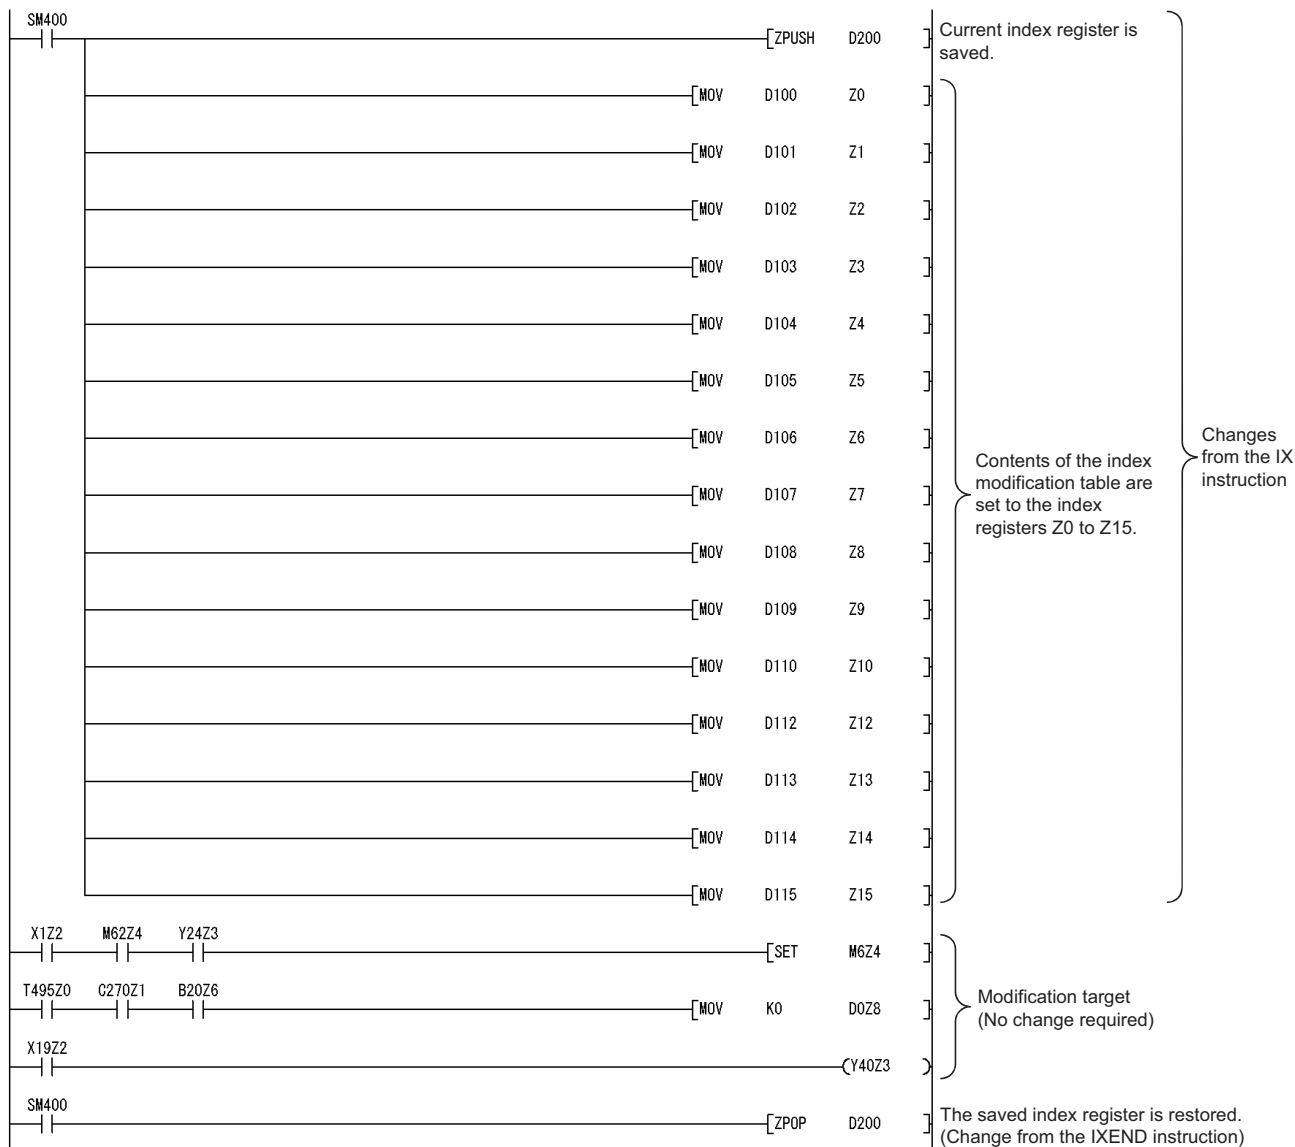 SM400
[ZPUSH D200 ]
Current index register is
saved.
[MOV D100 Z0 ]
[MOV D101 Z1 ]
[MOV D102 Z2 ]
[MOV D103 Z3 ]
[MOV D104 Z4 ]
[MOV D105 Z5 ]
[MOV D106 Z6 ]
[MOV D107 Z7 ]
[MOV D108 Z8 ]
[MOV D109 Z9 ]
[MOV D110 Z10 ]
[MOV D112 Z12 ]
[MOV D113 Z13 ]
[MOV D114 Z14 ]
[MOV D115 Z15 ]
Contents of the index
modification table are
set to the index
registers Z0 to Z15.
Changes
from the IX
instruction
X1Z2 M62Z4 Y24Z3
[SET M6Z4 ]
T495Z0 C270Z1 B20Z6
[MOV K0 D0Z8 ]
X19Z2
(Y40Z3 )
Modification target
(No change required)
SM400
[ZPOP D200 ]
The saved index register is restored.
(Change from the IXEND instruction)